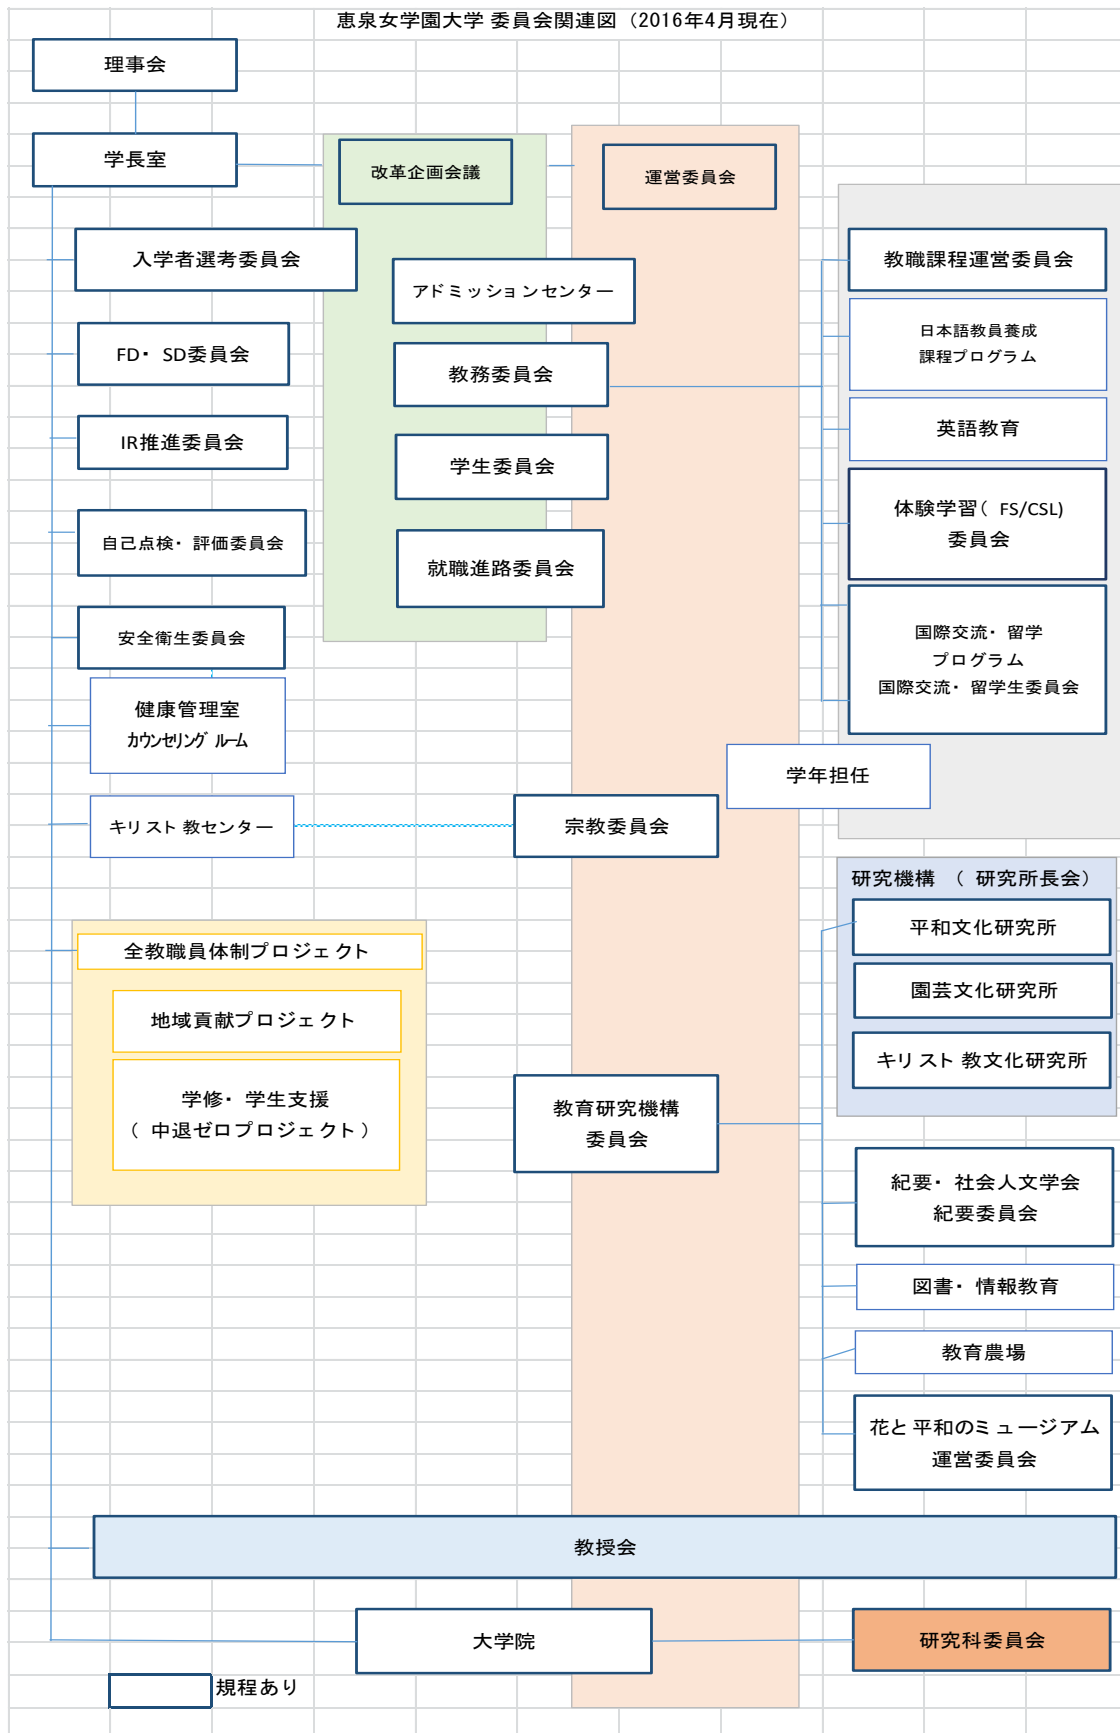 恵泉女学園大学 委員会関連図（2016年4月現在）
理事会
学長室
改革企画会議
運営委員会
入学者選考委員会
アドミッションセンター
教職課程運営委員会
FD・SD委員会
教務委員会
日本語教員養成
課程プログラム
IR推進委員会
学生委員会
英語教育
自己点検・評価委員会
就職進路委員会
体験学習（FS/CSL)
委員会
安全衛生委員会
健康管理室
カウンセリングルーム
国際交流・留学
プログラム
国際交流・留学生委員会
学年担任
キリスト教センター
宗教委員会
研究機構 （研究所長会）
平和文化研究所
園芸文化研究所
キリスト教文化研究所
全教職員体制プロジェクト
地域貢献プロジェクト
学修・学生支援
（中退ゼロプロジェクト）
教育研究機構
委員会
紀要・社会人文学会
紀要委員会
図書・情報教育
教育農場
花と平和のミュージアム
運営委員会
教授会
大学院
研究科委員会
規程あり